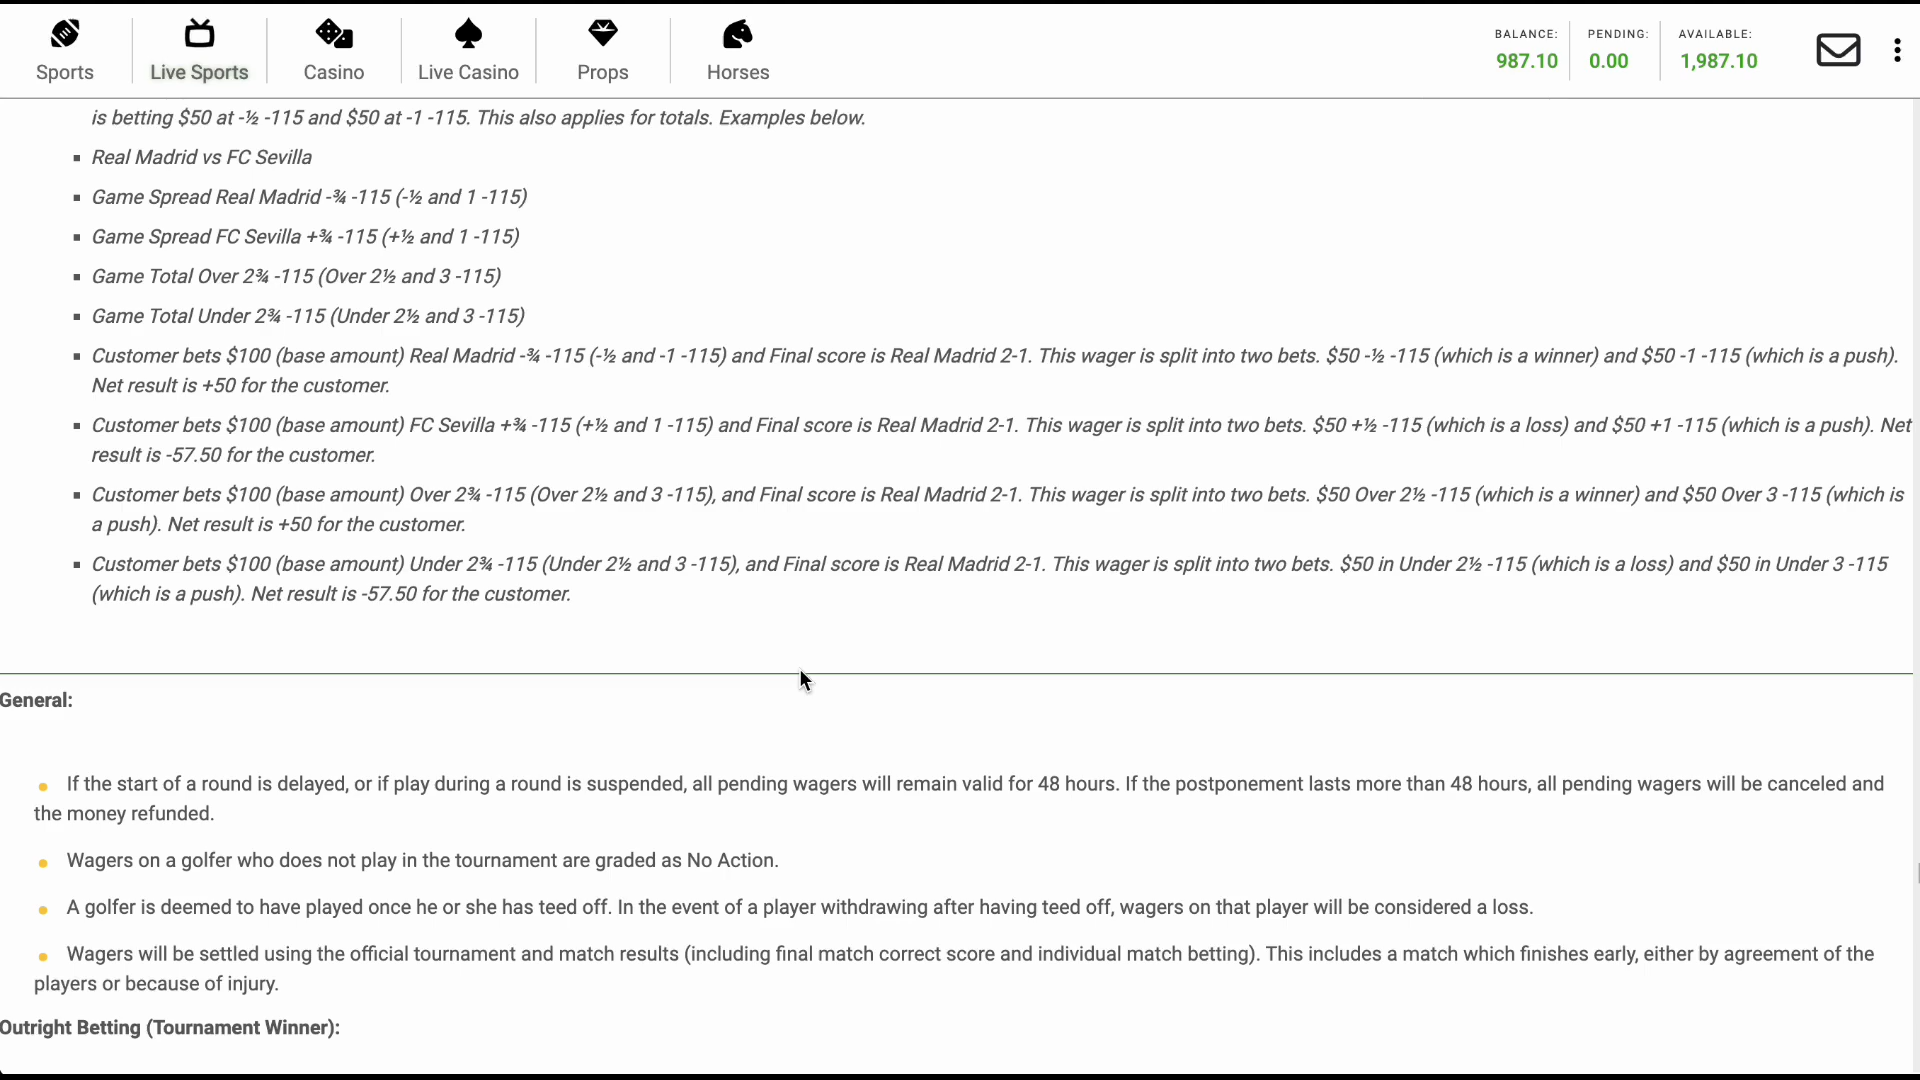 Sports
Live Sports
Casino
Live Casino
Props
Horses
BALANCE:
987.10
PENDING:
0.00
AVAILABLE:
1,987.10
is betting $50 at -½ -115 and $50 at -1 -115. This also applies for totals. Examples below.
Real Madrid vs FC Sevilla
Game Spread Real Madrid -¾ -115 (-½ and 1 -115)
Game Spread FC Sevilla +¾ -115 (+½ and 1 -115)
Game Total Over 2¾ -115 (Over 2½ and 3 -115)
Game Total Under 2¾ -115 (Under 2½ and 3 -115)
Customer bets $100 (base amount) Real Madrid -¾ -115 (-½ and -1 -115) and Final score is Real Madrid 2-1. This wager is split into two bets. $50 -½ -115 (which is a winner) and $50 -1 -115 (which is a push).
Net result is +50 for the customer.
Customer bets $100 (base amount) FC Sevilla +¾ -115 (+½ and 1 -115) and Final score is Real Madrid 2-1. This wager is split into two bets. $50 +½ -115 (which is a loss) and $50 +1 -115 (which is a push). Net
result is -57.50 for the customer.
Customer bets $100 (base amount) Over 2¾ -115 (Over 2½ and 3 -115), and Final score is Real Madrid 2-1. This wager is split into two bets. $50 Over 2½ -115 (which is a winner) and $50 Over 3 -115 (which is
a push). Net result is +50 for the customer.
Customer bets $100 (base amount) Under 2¾ -115 (Under 2½ and 3 -115), and Final score is Real Madrid 2-1. This wager is split into two bets. $50 in Under 2½ -115 (which is a loss) and $50 in Under 3 -115
(which is a push). Net result is -57.50 for the customer.
General:
If the start of a round is delayed, or if play during a round is suspended, all pending wagers will remain valid for 48 hours. If the postponement lasts more than 48 hours, all pending wagers will be canceled and
the money refunded.
Wagers on a golfer who does not play in the tournament are graded as No Action.
A golfer is deemed to have played once he or she has teed off. In the event of a player withdrawing after having teed off, wagers on that player will be considered a loss.
Wagers will be settled using the official tournament and match results (including final match correct score and individual match betting). This includes a match which finishes early, either by agreement of the
players or because of injury.
Outright Betting (Tournament Winner):